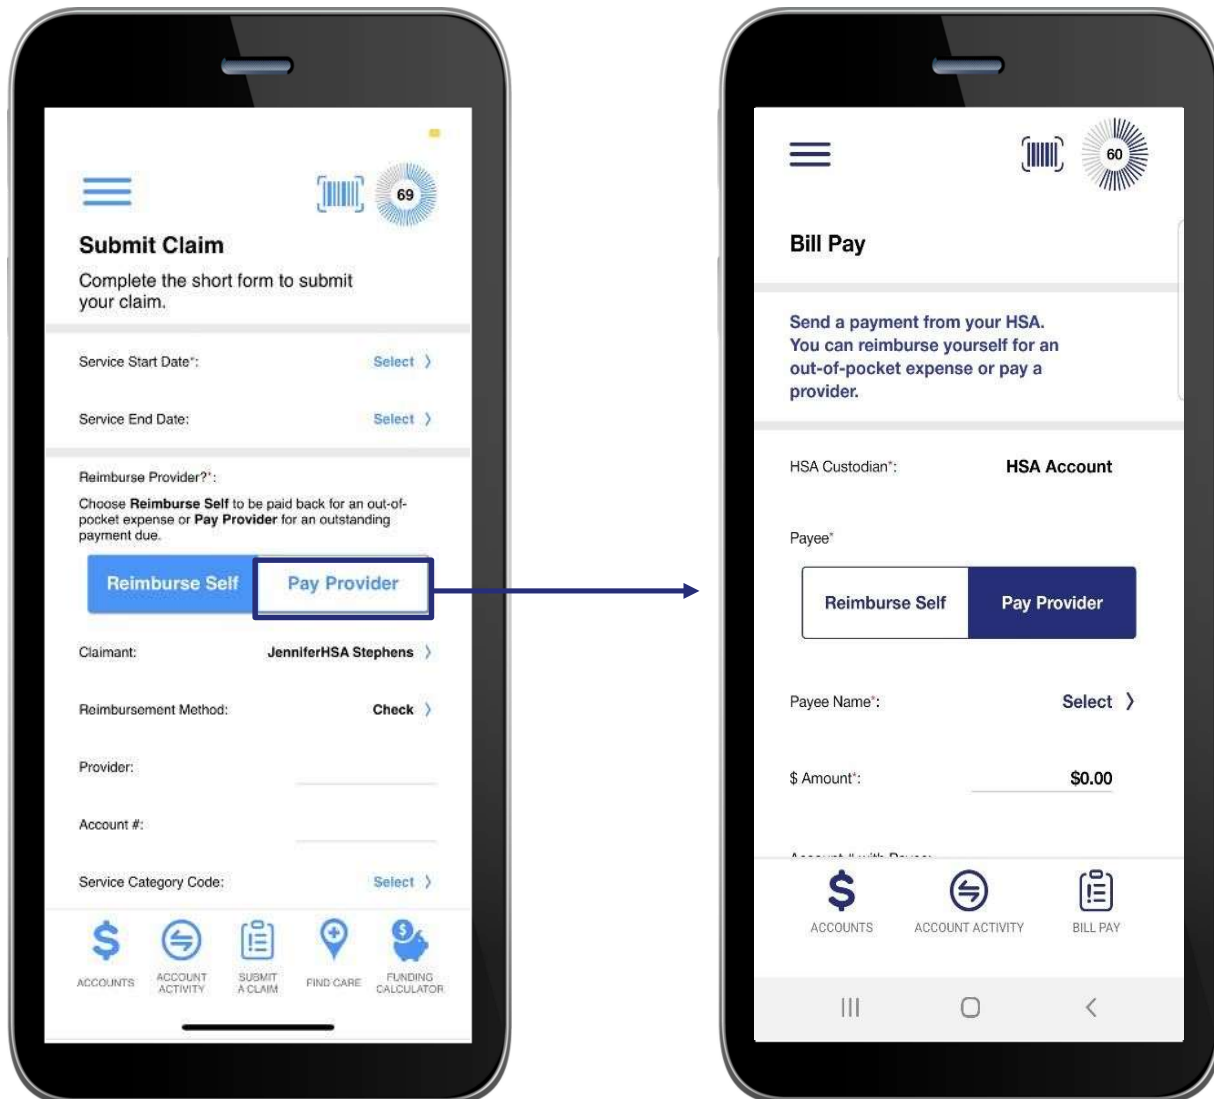 69
Submit Claim
Complete the short form to submit
your claim.
Service Start Date*: Select >
Service End Date: Select >
Reimburse Provider?*:
Choose Reimburse Self to be paid back for an out-of-
pocket expense or Pay Provider for an outstanding
payment due.
Reimburse Self Pay Provider
Claimant: JenniferHSA Stephens >
Reimbursement Method: Check >
Provider:
Account #:
Service Category Code: Select >
$ $
ACCOUNTS ACCOUNT SUBMIT FIND CARE FUNDING
ACTIVITY A CLAIM CALCULATOR
60
Bill Pay
Send a payment from your HSA.
You can reimburse yourself for an
out-of-pocket expense or pay a
provider.
HSA Custodian*: HSA Account
Payee*
Reimburse Self Pay Provider
Payee Name*: Select >
$ Amount*: $0.00
Account # with Payee:
$
ACCOUNTS ACCOUNT ACTIVITY BILL PAY